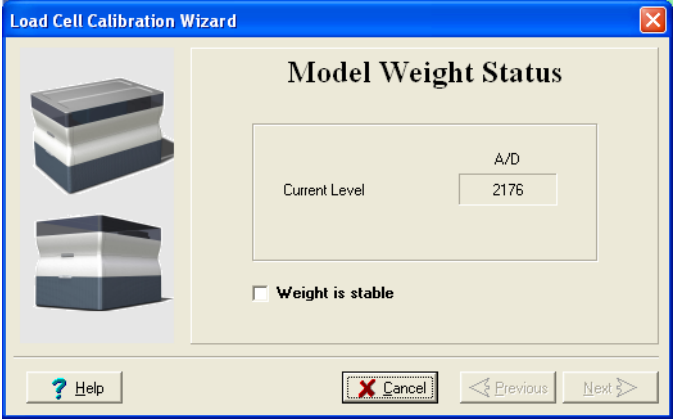 Load Cell Calibration Wizard
Model Weight Status
A/D
Current Level 2176
Weight is stable
? Help
Cancel
Previous
Next